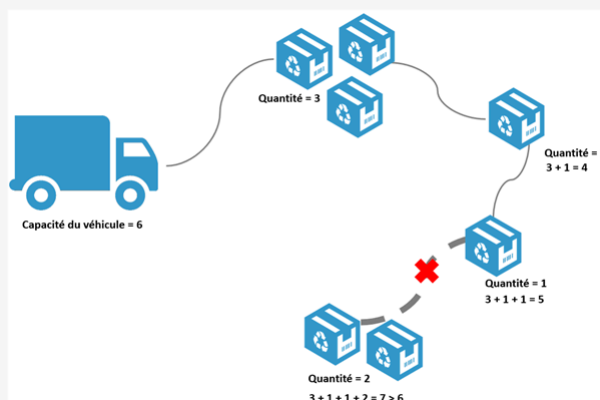 Quantité = 3
Quantité =
3 + 1 = 4
Capacité du véhicule = 6
Quantité = 1
3 + 1 + 1 = 5
Quantité = 2
3 + 1 + 1 + 2 = 7 > 6